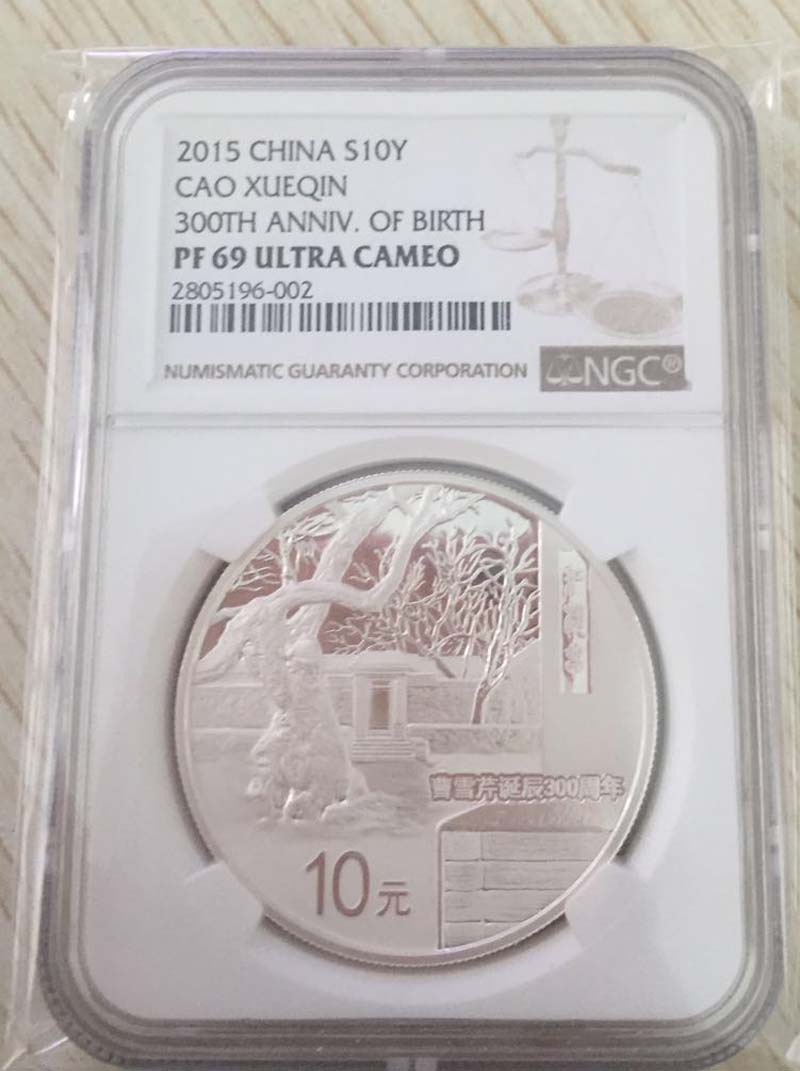 2015 CHINA S10Y
CAO XUEQIN
300TH ANNIV. OF BIRTH
PF 69 ULTRA CAMEO
2805196-002
NUMISMATIC GUARANTY CORPORATION NGC®
曹雪芹诞辰300周年
10元